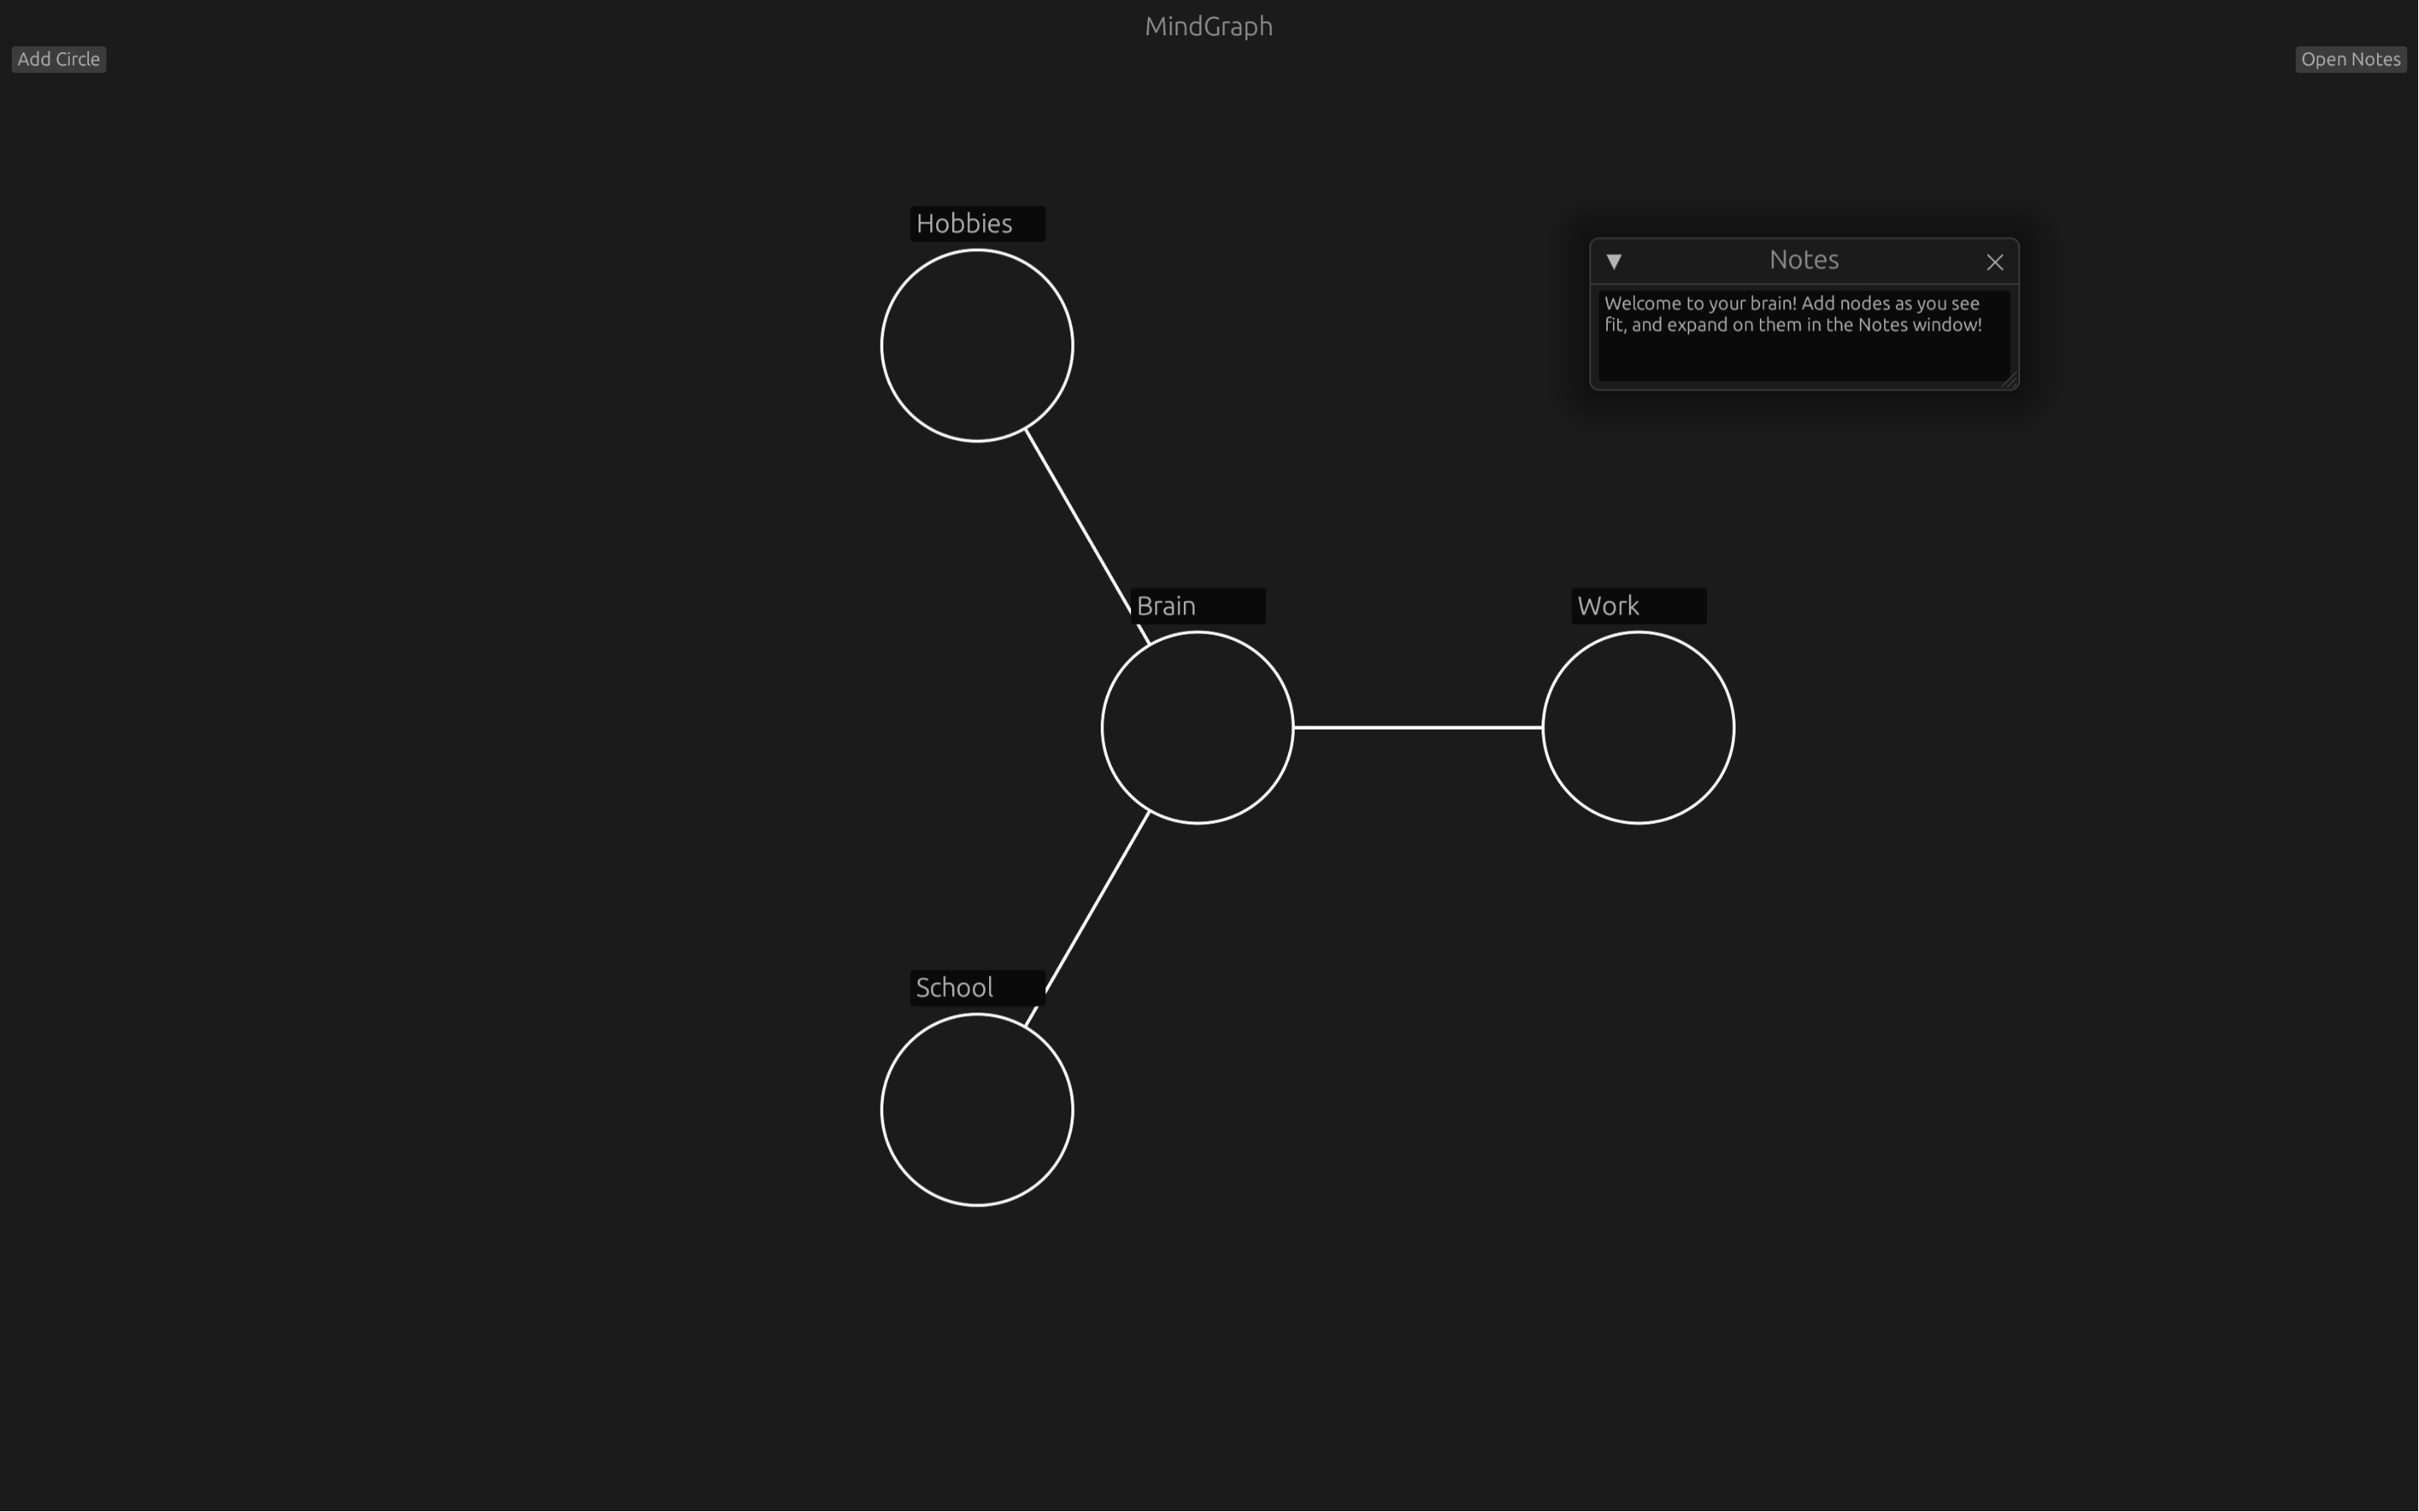 MindGraph
Add Circle
Open Notes
Hobbies
Notes
Welcome to your brain! Add nodes as you see
fit, and expand on them in the Notes window!
Brain
Work
School